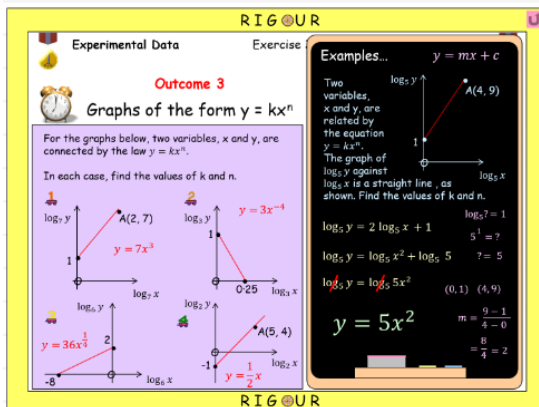 RIGOUR
Experimental Data
Exercise
Outcome 3
Graphs of the form y = kxⁿ
For the graphs below, two variables, x and y, are
connected by the law y = kxⁿ.
In each case, find the values of k and n.
1
log₇ y
A(2, 7)
y = 7x³
1
O
log₇ x
2
log₃ y
y = 3x⁻⁴
1
O
0·25
log₃ x
3
log₆ y
y = 36x^(1/4)
2
-8
O
log₆ x
4
log₂ y
A(5, 4)
O
-1
log₂ x
y = 1/2 x
Examples...
y = mx + c
Two
variables,
x and y, are
related by
the equation
y = kxⁿ.
The graph of
log₅ y against
log₅ x is a straight line , as
shown. Find the values of k and n.
log₅ y
A(4, 9)
1
O
log₅ x
log₅ y = 2 log₅ x + 1
log₅ y = log₅ x² + log₅ 5
log₅ y = log₅ 5x²
y = 5x²
log₅? = 1
5¹ = ?
? = 5
(0, 1) (4, 9)
m = (9 − 1)/(4 − 0)
= 8/4 = 2
RIGOUR